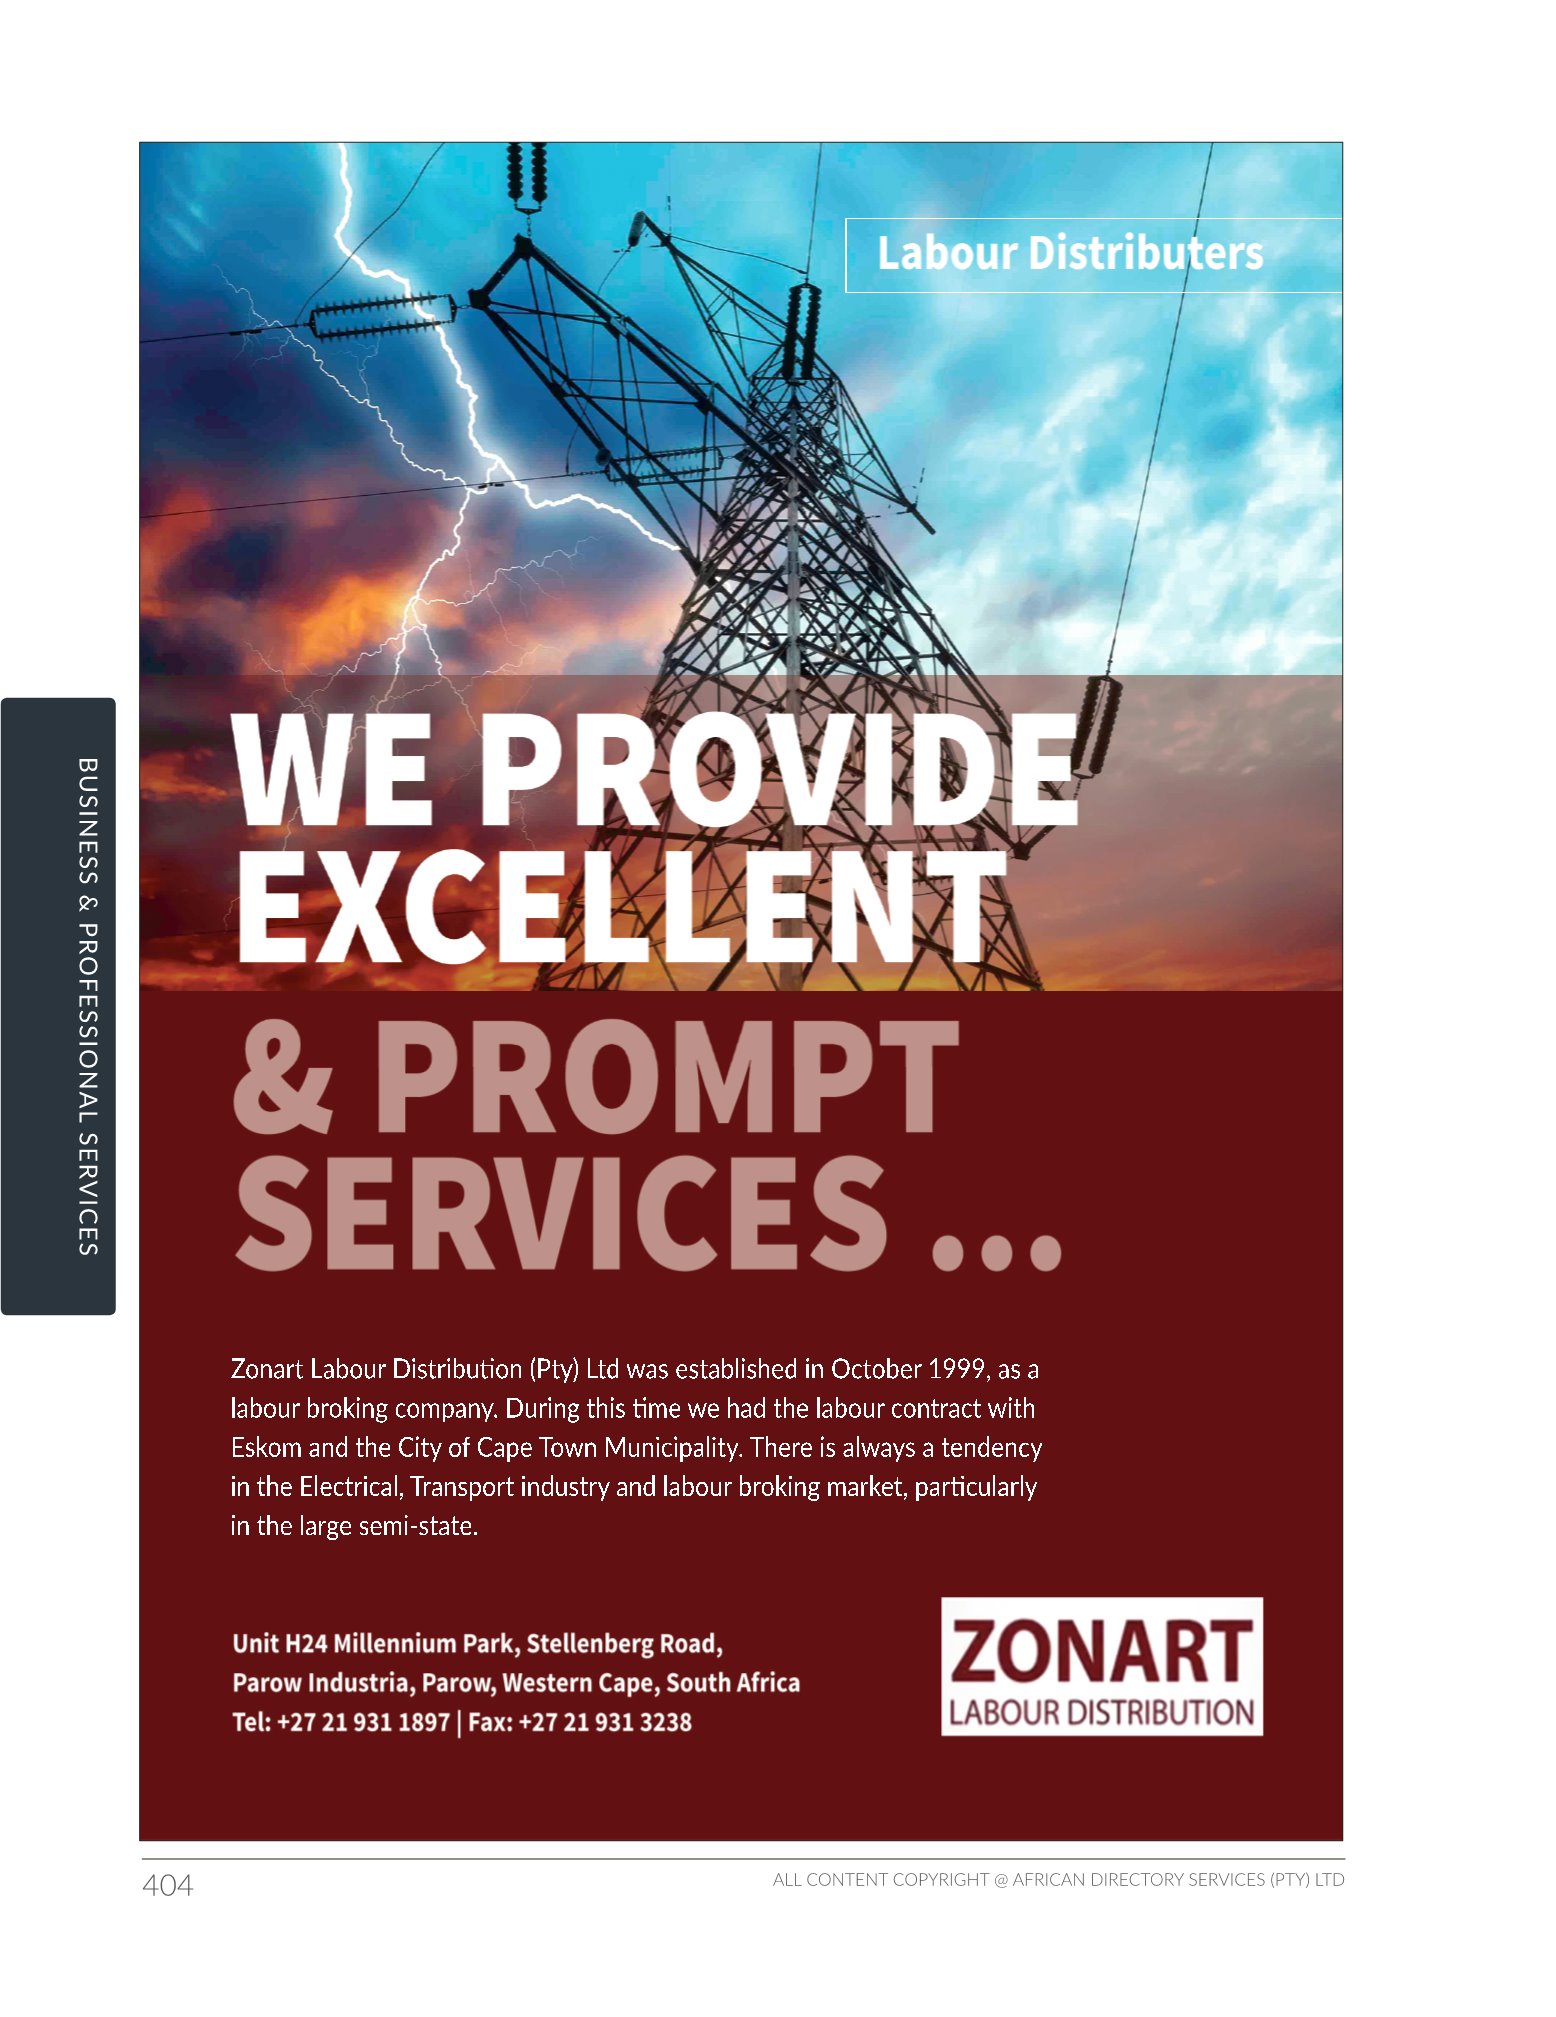 Labour Distributers
WE PROVIDE
EXCELLENT
& PROMPT
SERVICES ...
BUSINESS & PROFESSIONAL SERVICES
Zonart Labour Distribution (Pty) Ltd was established in October 1999, as a
labour broking company. During this time we had the labour contract with
Eskom and the City of Cape Town Municipality. There is always a tendency
in the Electrical, Transport industry and labour broking market, particularly
in the large semi-state.
Unit H24 Millennium Park, Stellenberg Road,
Parow Industria, Parow, Western Cape, South Africa
Tel: +27 21 931 1897 | Fax: +27 21 931 3238
ZONART
LABOUR DISTRIBUTION
404
ALL CONTENT COPYRIGHT @ AFRICAN DIRECTORY SERVICES (PTY) LTD